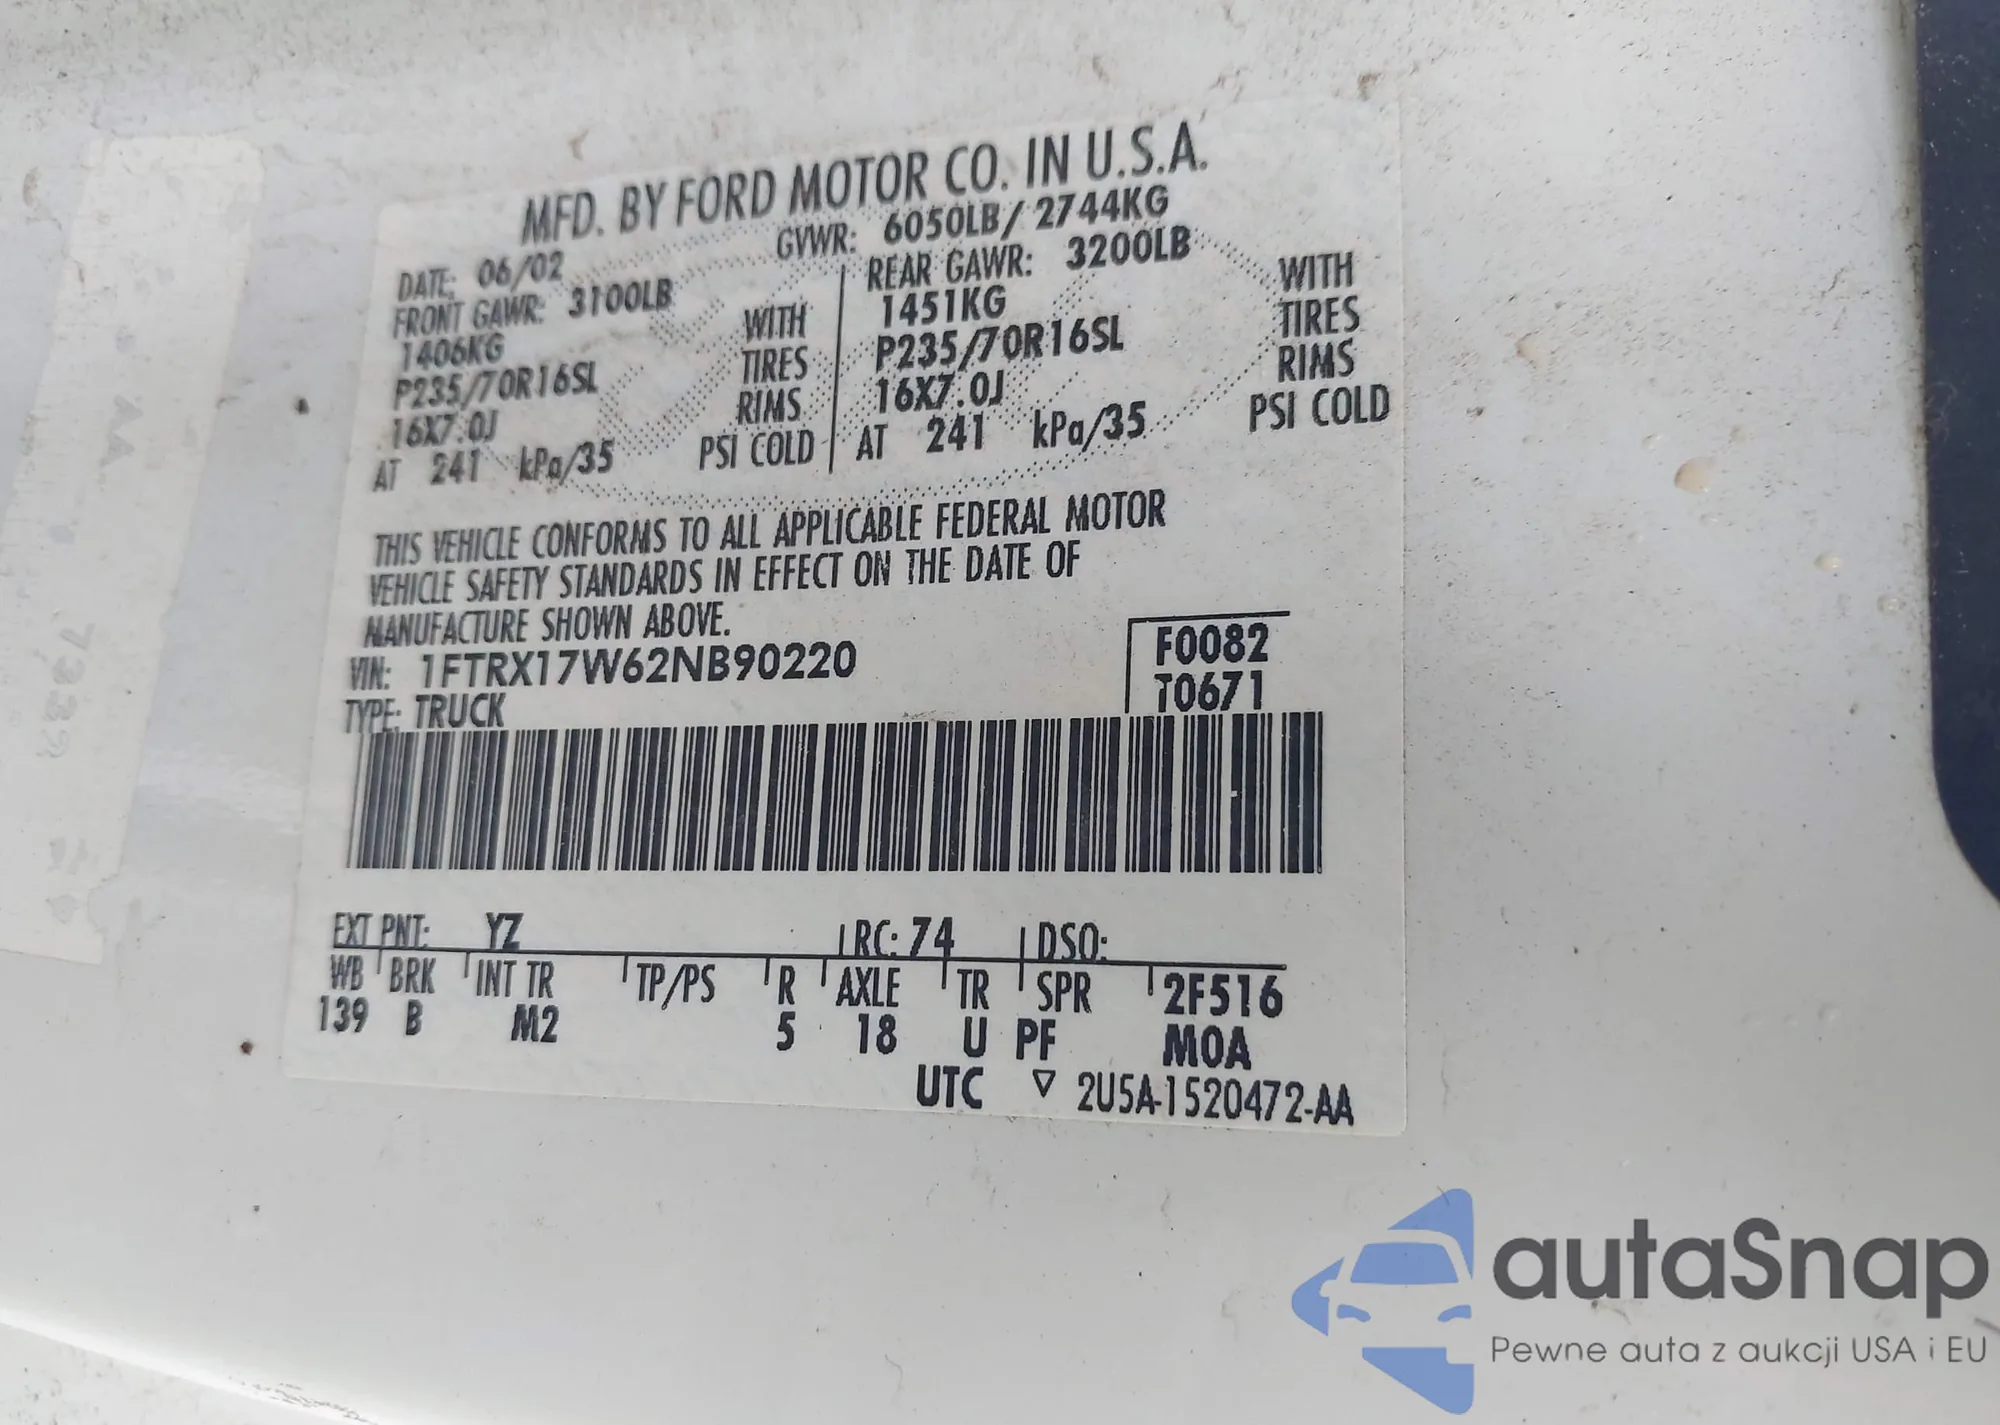 MFD. BY FORD MOTOR CO. IN U.S.A.
DATE: 06/02
GVWR: 6050LB/ 2744KG
FRONT GAWR: 3100LB
1406KG WITH
P235/70R16SL TIRES
16X7.0J RIMS
AT 241 kPa/35 PSI COLD
REAR GAWR: 3200LB
1451KG WITH
P235/70R16SL TIRES
16X7.0J RIMS
AT 241 kPa/35 PSI COLD
THIS VEHICLE CONFORMS TO ALL APPLICABLE FEDERAL MOTOR
VEHICLE SAFETY STANDARDS IN EFFECT ON THE DATE OF
MANUFACTURE SHOWN ABOVE.
VIN: 1FTRX17W62NB90220
TYPE: TRUCK
F0082
T0671
EXT PNT: YZ RC: 74 DSO:
WB BRK INT TR TP/PS R AXLE TR SPR 2F516
139 B M2 5 18 U PF M0A
UTC ▽ 2U5A-1520472-AA
autaSnap
Pewne auta z aukcji USA i EU